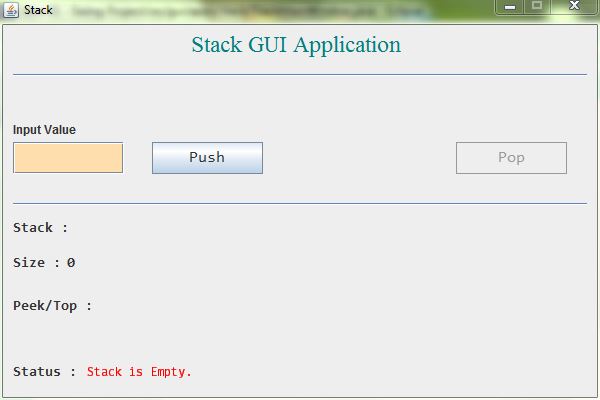 Stack
Stack GUI Application
Input Value
Push
Pop
Stack :
Size : 0
Peek/Top :
Status : Stack is Empty.